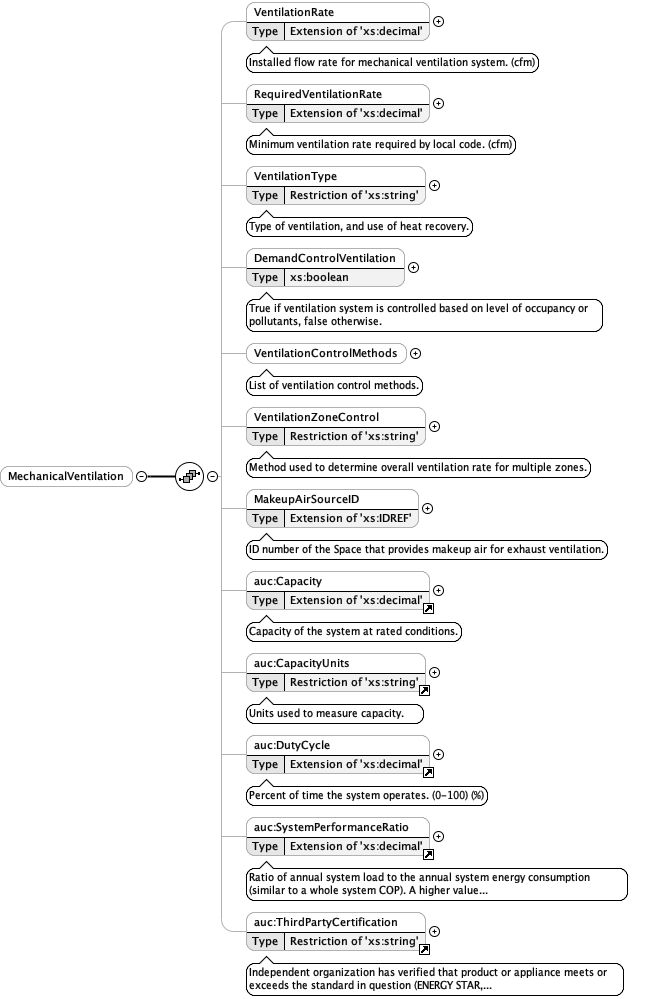 VentilationRate
Type Extension of 'xs:decimal'
Installed flow rate for mechanical ventilation system. (cfm)
RequiredVentilationRate
Type Extension of 'xs:decimal'
Minimum ventilation rate required by local code. (cfm)
VentilationType
Type Restriction of 'xs:string'
Type of ventilation, and use of heat recovery.
DemandControlVentilation
Type xs:boolean
True if ventilation system is controlled based on level of occupancy or
pollutants, false otherwise.
VentilationControlMethods
List of ventilation control methods.
VentilationZoneControl
Type Restriction of 'xs:string'
Method used to determine overall ventilation rate for multiple zones.
MechanicalVentilation
MakeupAirSourceID
Type Extension of 'xs:IDREF'
ID number of the Space that provides makeup air for exhaust ventilation.
auc:Capacity
Type Extension of 'xs:decimal'
Capacity of the system at rated conditions.
auc:CapacityUnits
Type Restriction of 'xs:string'
Units used to measure capacity.
auc:DutyCycle
Type Extension of 'xs:decimal'
Percent of time the system operates. (0-100) (%)
auc:SystemPerformanceRatio
Type Extension of 'xs:decimal'
Ratio of annual system load to the annual system energy consumption
(similar to a whole system COP). A higher value...
auc:ThirdPartyCertification
Type Restriction of 'xs:string'
Independent organization has verified that product or appliance meets or
exceeds the standard in question (ENERGY STAR,...